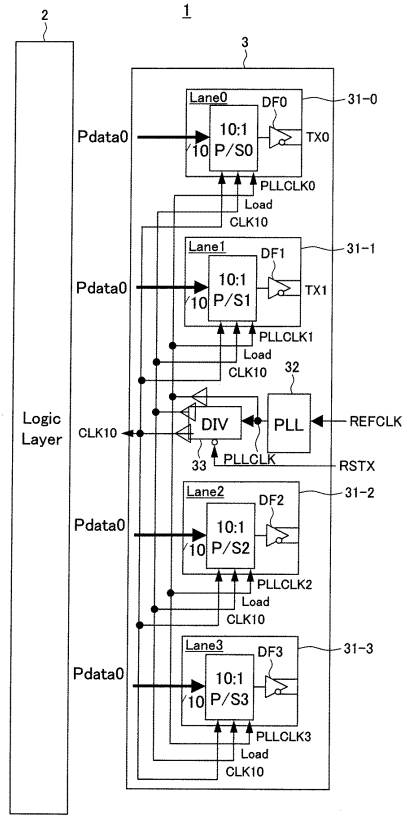 1
2
3
Lane0
31-0
DF0
Pdata0
10
10:1
P/S0
TX0
PLLCLK0
Load
CLK10
Lane1
31-1
DF1
Pdata0
10
10:1
P/S1
TX1
PLLCLK1
Load
CLK10
32
Logic
Layer
CLK10
DIV
PLL
REFCLK
33
PLLCLK
RSTX
Lane2
31-2
DF2
Pdata0
10
10:1
P/S2
PLLCLK2
Load
CLK10
Lane3
31-3
DF3
Pdata0
10
10:1
P/S3
PLLCLK3
Load
CLK10